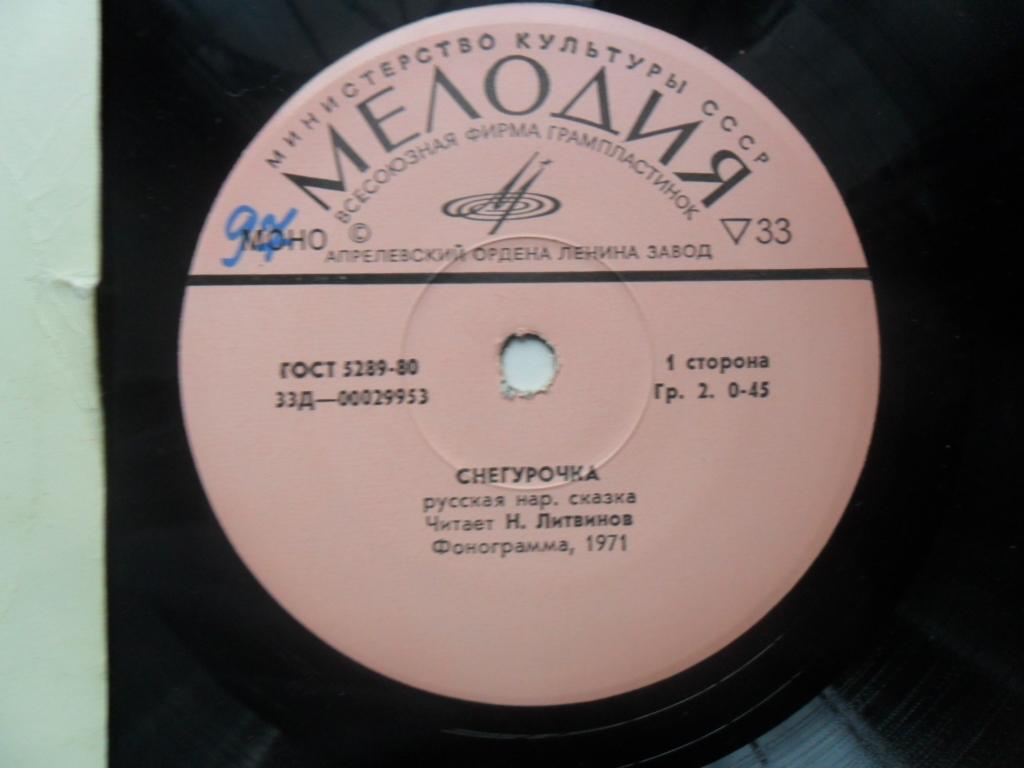 МИНИСТЕРСТВО КУЛЬТУРЫ СССР
МЕЛОДИЯ
ВСЕСОЮЗНАЯ ФИРМА ГРАМПЛАСТИНОК
МОНО © ▽33
АПРЕЛЕВСКИЙ ОРДЕНА ЛЕНИНА ЗАВОД
ГОСТ 5289-80 1 сторона
33Д—00029953 Гр. 2. 0-45
СНЕГУРОЧКА
русская нар. сказка
Читает Н. Литвинов
Фонограмма, 1971